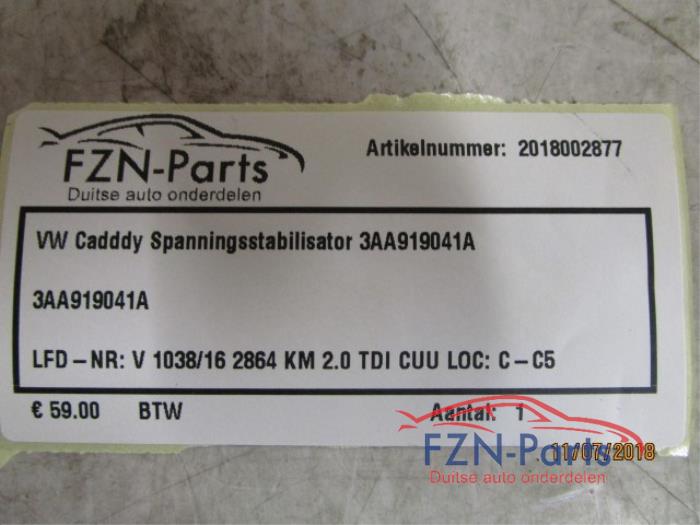 FZN-Parts
Duitse auto onderdelen
Artikelnummer: 2018002877
VW Cadddy Spanningsstabilisator 3AA919041A
3AA919041A
LFD-NR: V 1038/16 2864 KM 2.0 TDI CUU LOC: C-C5
€ 59.00 BTW Aantal: 1
11/07/2018
FZN-Parts
Duitse auto onderdelen